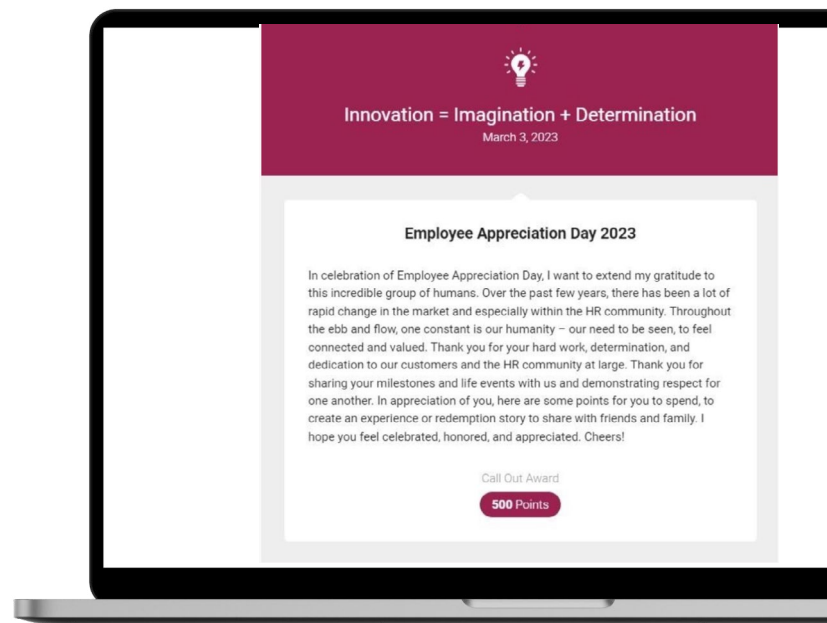 Innovation = Imagination + Determination
March 3, 2023
Employee Appreciation Day 2023
In celebration of Employee Appreciation Day, I want to extend my gratitude to
this incredible group of humans. Over the past few years, there has been a lot of
rapid change in the market and especially within the HR community. Throughout
the ebb and flow, one constant is our humanity – our need to be seen, to feel
connected and valued. Thank you for your hard work, determination, and
dedication to our customers and the HR community at large. Thank you for
sharing your milestones and life events with us and demonstrating respect for
one another. In appreciation of you, here are some points for you to spend, to
create an experience or redemption story to share with friends and family. I
hope you feel celebrated, honored, and appreciated. Cheers!
Call Out Award
500 Points